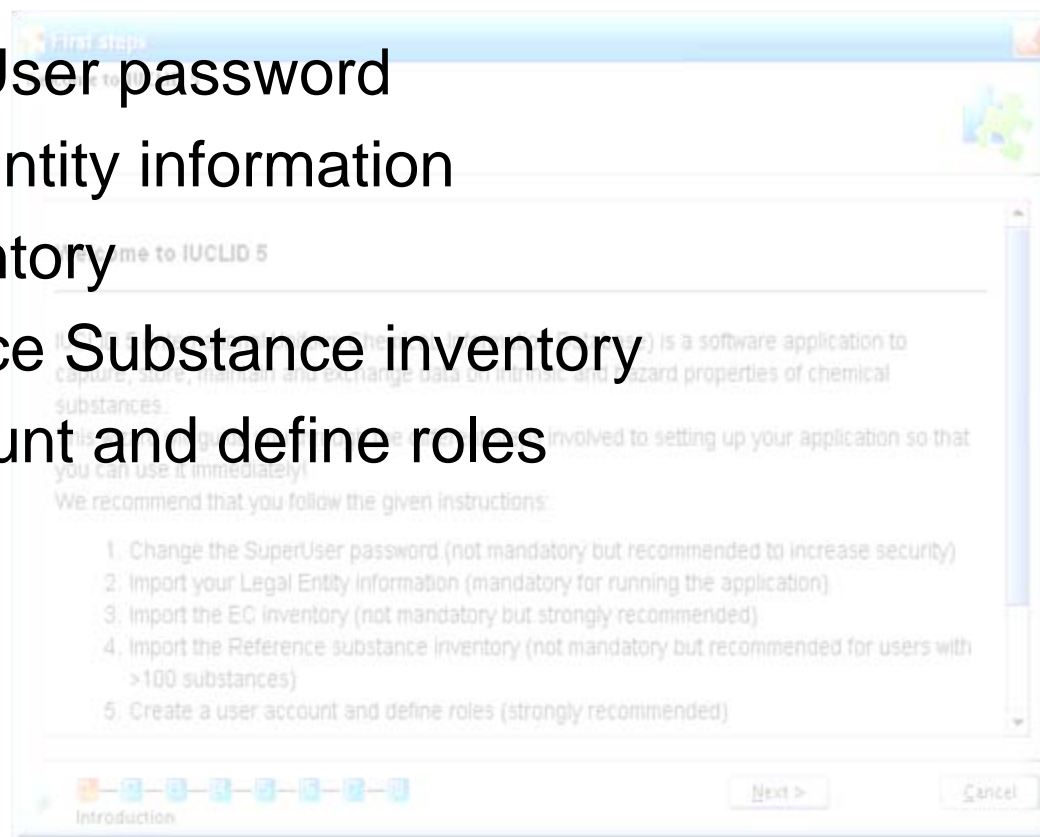 First steps
User password
ntity information
ntory
Welcome to IUCLID 5
ce Substance inventory
is a software application to
capture, store, maintain and exchange data on intrinsic and hazard properties of chemical
substances.
unt and define roles
involved to setting up your application so that
you can use it immediately!
We recommend that you follow the given instructions:
1. Change the SuperUser password (not mandatory but recommended to increase security)
2. Import your Legal Entity information (mandatory for running the application)
3. Import the EC inventory (not mandatory but strongly recommended)
4. Import the Reference substance inventory (not mandatory but recommended for users with
>100 substances)
5. Create a user account and define roles (strongly recommended)
Next >
Cancel
Introduction